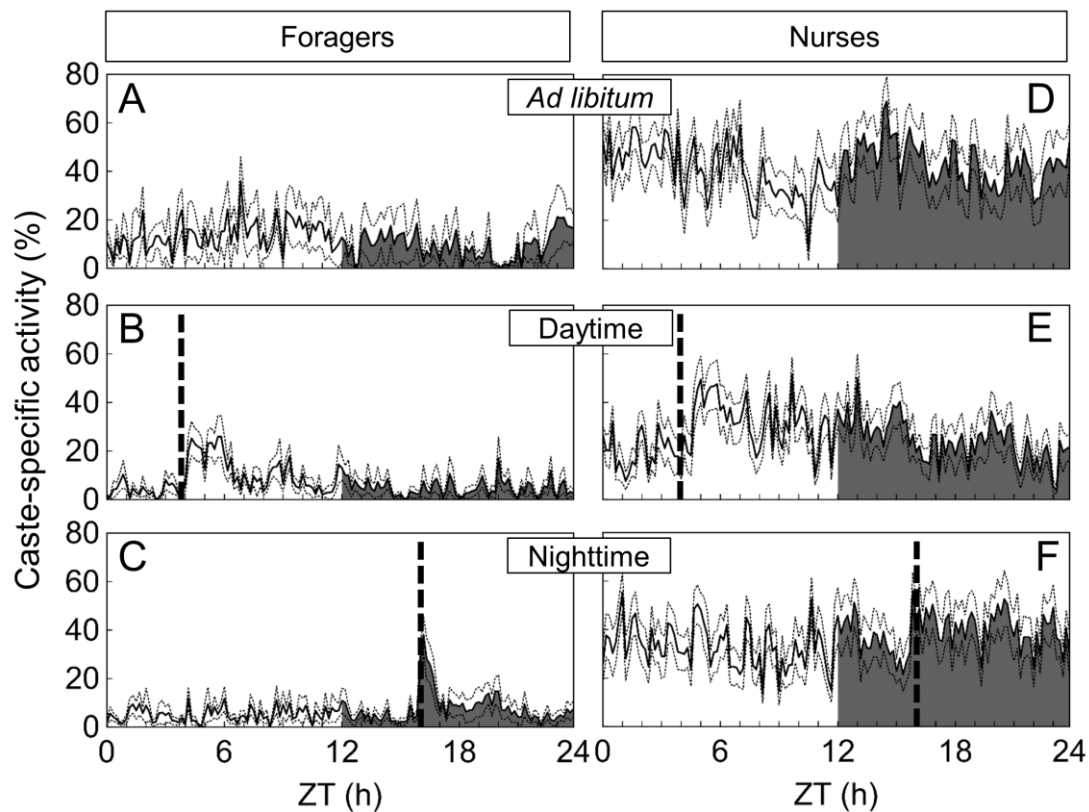 Foragers
Nurses
Ad libitum
A
D
80
60
40
20
0
Daytime
B
E
80
60
40
20
0
Nighttime
C
F
80
60
40
20
0
Caste-specific activity (%)
0 6 12 18 24 0 6 12 18 24
ZT (h)
ZT (h)